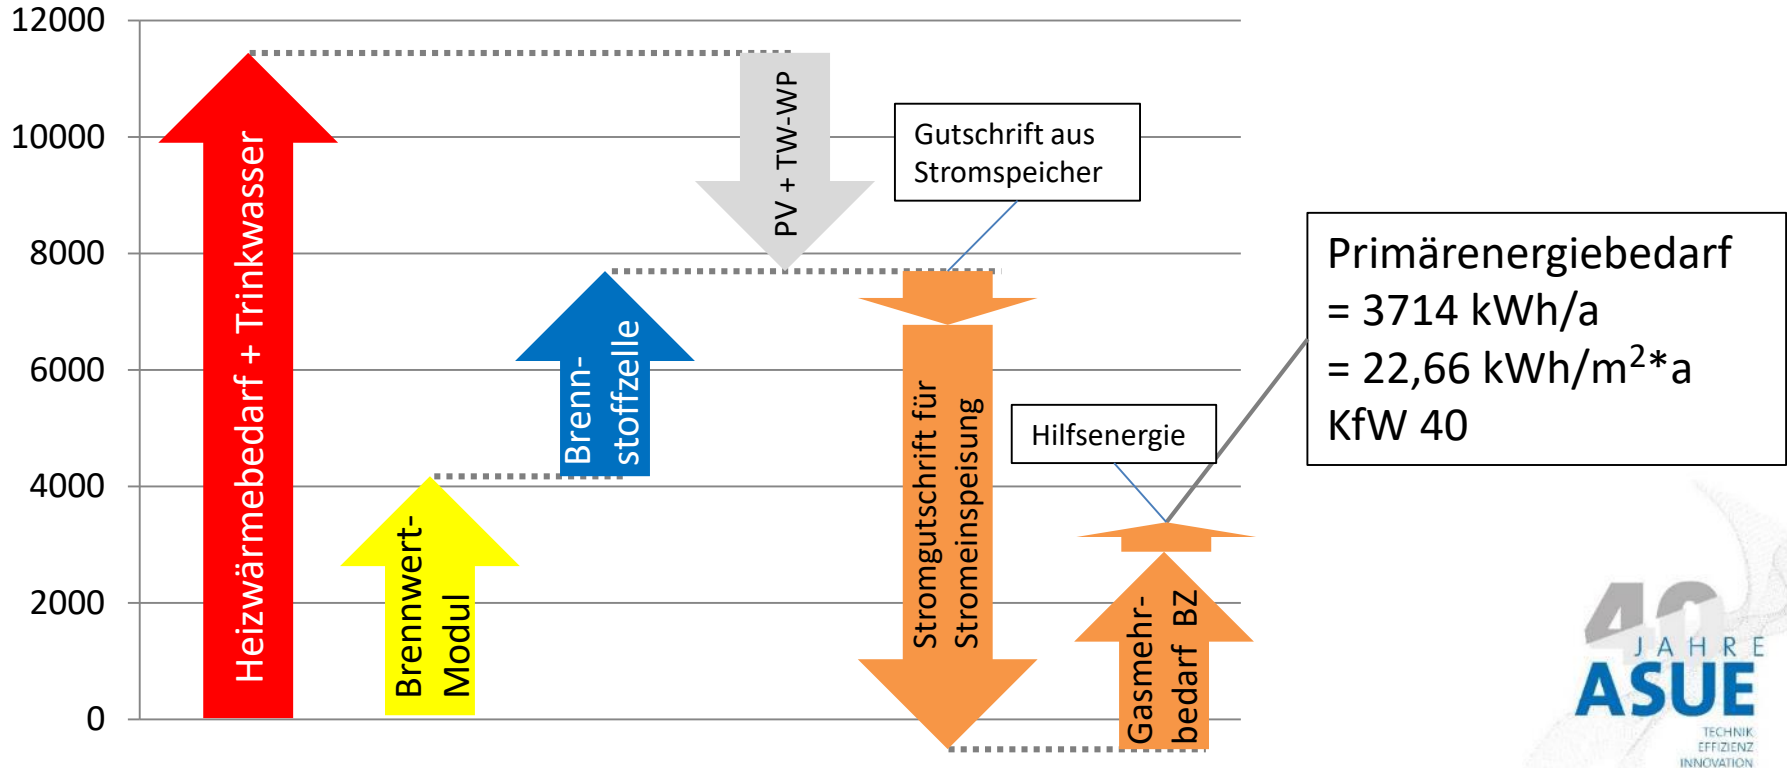 12000
10000
8000
6000
4000
2000
0
Heizwärmebedarf + Trinkwasser
Brennwert-
Modul
Brenn-
stoffzelle
PV + TW-WP
Gutschrift aus
Stromspeicher
Stromgutschrift für
Stromeinspeisung
Hilfsenergie
Gasmehr-
bedarf BZ
Primärenergiebedarf
= 3714 kWh/a
= 22,66 kWh/m²*a
KfW 40
40
JAHRE
ASUE
TECHNIK
EFFIZIENZ
INNOVATION